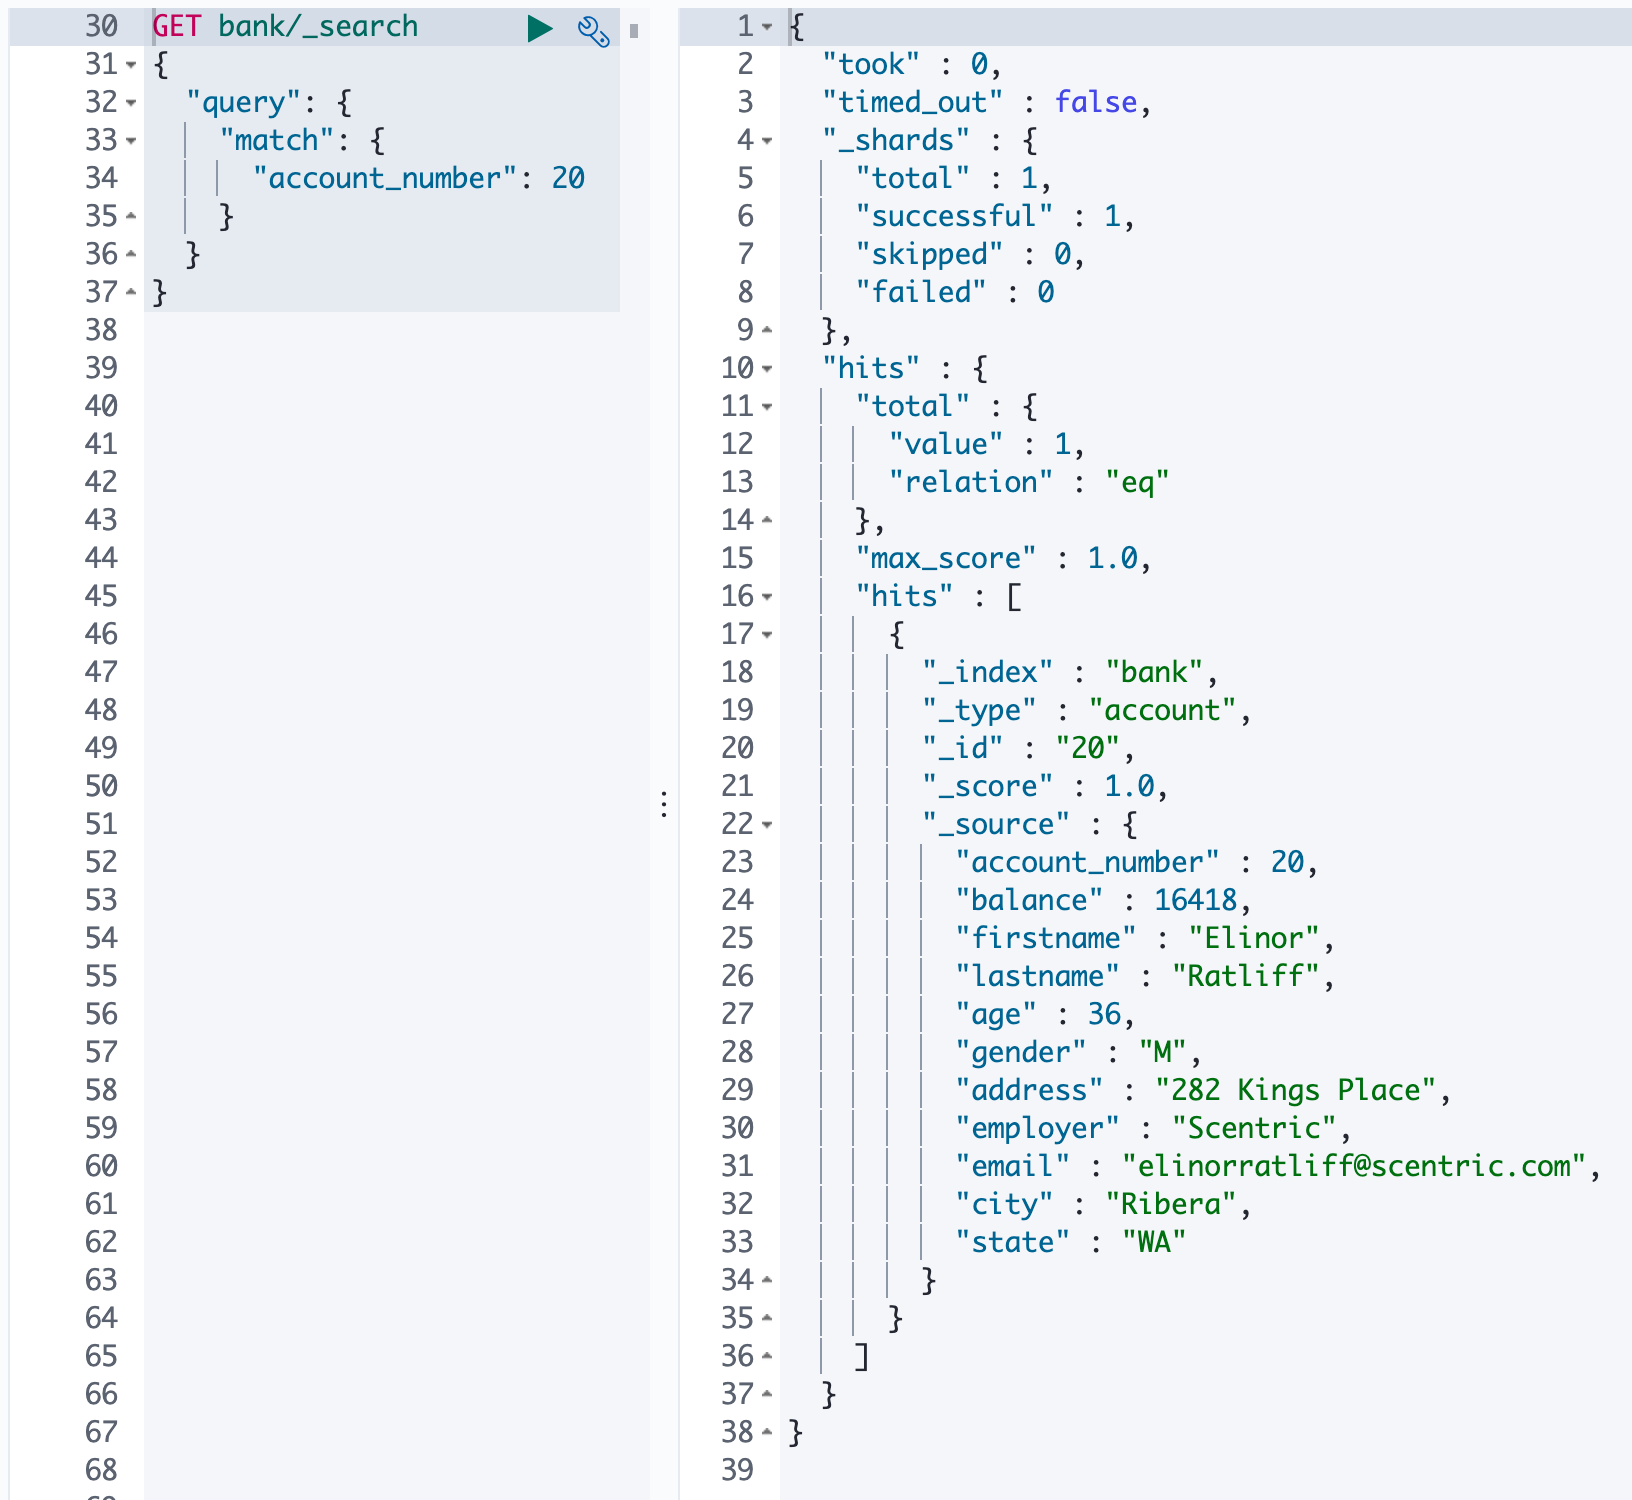 30 GET bank/_search
31 {
32 "query": {
33 "match": {
34 "account_number": 20
35 }
36 }
37 }
38
39
40
41
42
43
44
45
46
47
48
49
50
51
52
53
54
55
56
57
58
59
60
61
62
63
64
65
66
67
68
1 {
2 "took" : 0,
3 "timed_out" : false,
4 "_shards" : {
5 "total" : 1,
6 "successful" : 1,
7 "skipped" : 0,
8 "failed" : 0
9 },
10 "hits" : {
11 "total" : {
12 "value" : 1,
13 "relation" : "eq"
14 },
15 "max_score" : 1.0,
16 "hits" : [
17 {
18 "_index" : "bank",
19 "_type" : "account",
20 "_id" : "20",
21 "_score" : 1.0,
22 "_source" : {
23 "account_number" : 20,
24 "balance" : 16418,
25 "firstname" : "Elinor",
26 "lastname" : "Ratliff",
27 "age" : 36,
28 "gender" : "M",
29 "address" : "282 Kings Place",
30 "employer" : "Scentric",
31 "email" : "elinorratliff@scentric.com",
32 "city" : "Ribera",
33 "state" : "WA"
34 }
35 }
36 ]
37 }
38 }
39